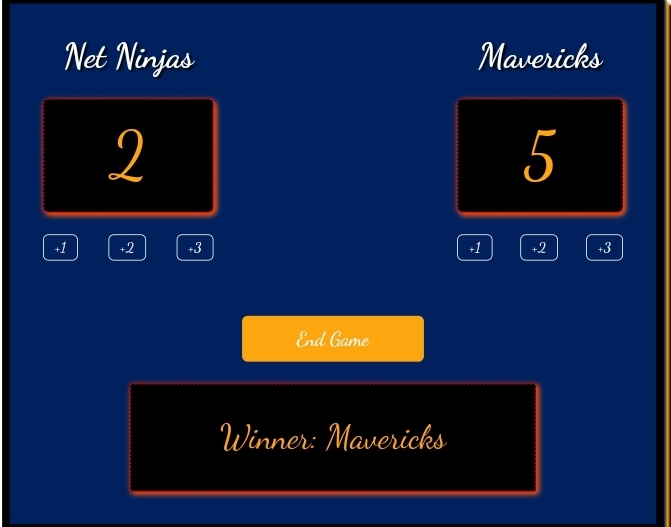 Net Ninjas Mavericks
2 5
+1 +2 +3 +1 +2 +3
End Game
Winner: Mavericks